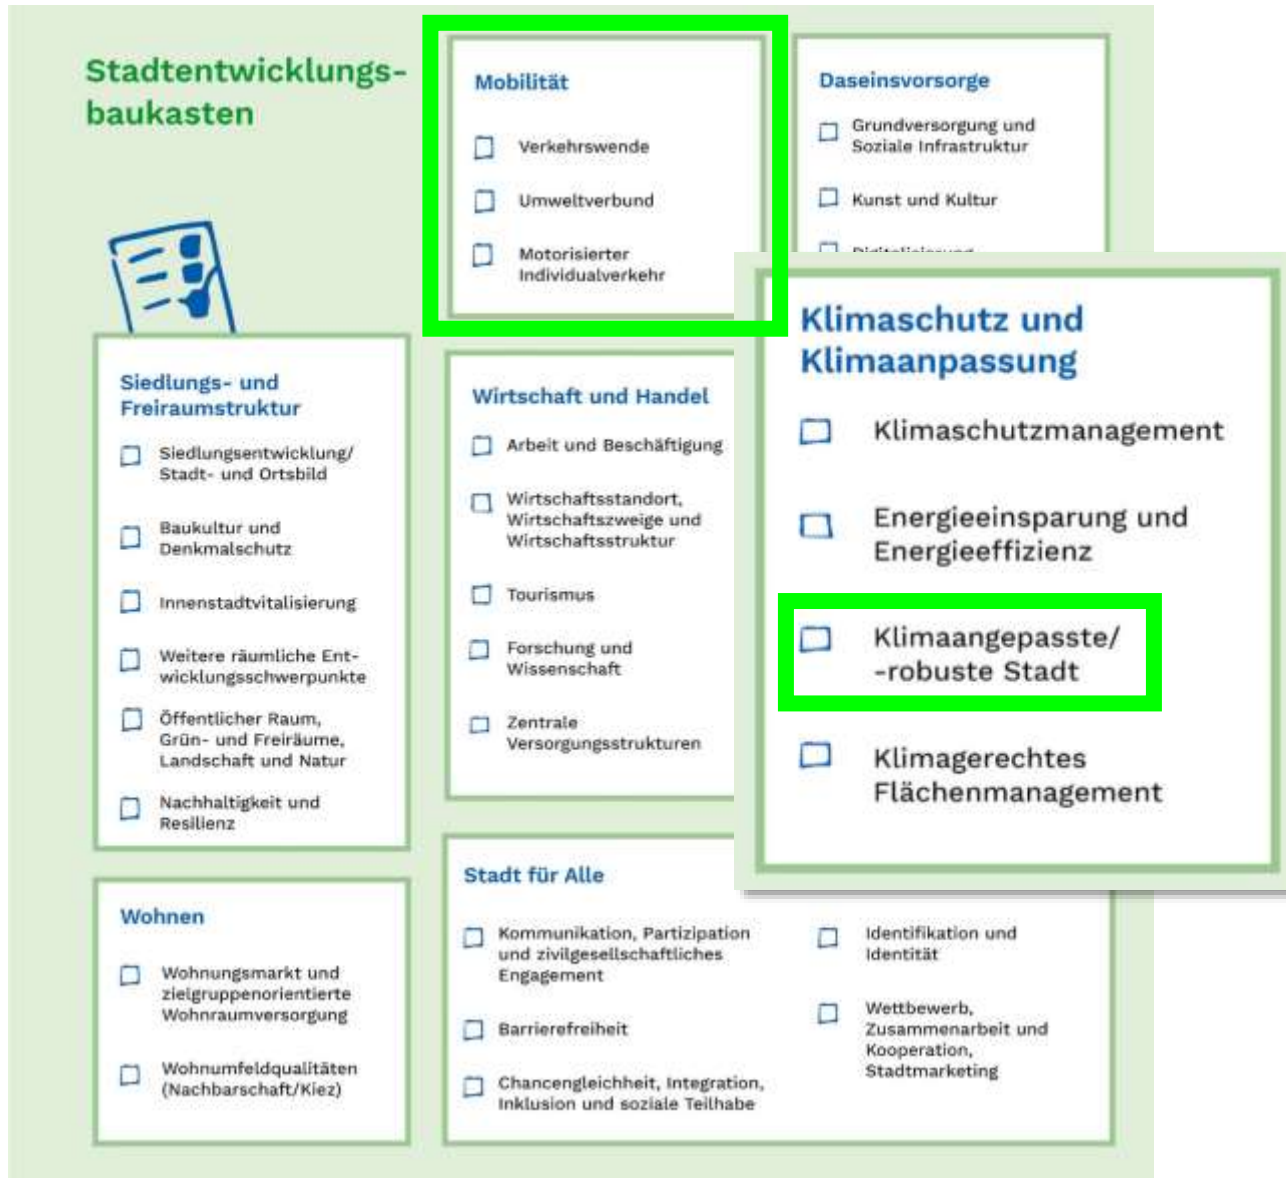 Stadtentwicklungs-
baukasten
Mobilität
Verkehrswende
Umweltverbund
Motorisierter
Individualverkehr
Daseinsvorsorge
Grundversorgung und
Soziale Infrastruktur
Kunst und Kultur
Digitalisierung
Klimaschutz und
Klimaanpassung
Klimaschutzmanagement
Energieeinsparung und
Energieeffizienz
Klimaangepasste/
-robuste Stadt
Klimagerechtes
Flächenmanagement
Siedlungs- und
Freiraumstruktur
Siedlungsentwicklung/
Stadt- und Ortsbild
Baukultur und
Denkmalschutz
Innenstadtvitalisierung
Weitere räumliche Ent-
wicklungsschwerpunkte
Öffentlicher Raum,
Grün- und Freiräume,
Landschaft und Natur
Nachhaltigkeit und
Resilienz
Wirtschaft und Handel
Arbeit und Beschäftigung
Wirtschaftsstandort,
Wirtschaftszweige und
Wirtschaftsstruktur
Tourismus
Forschung und
Wissenschaft
Zentrale
Versorgungsstrukturen
Wohnen
Wohnungsmarkt und
zielgruppenorientierte
Wohnraumversorgung
Wohnumfeldqualitäten
(Nachbarschaft/Kiez)
Stadt für Alle
Kommunikation, Partizipation
und zivilgesellschaftliches
Engagement
Barrierefreiheit
Chancengleichheit, Integration,
Inklusion und soziale Teilhabe
Identifikation und
Identität
Wettbewerb,
Zusammenarbeit und
Kooperation,
Stadtmarketing